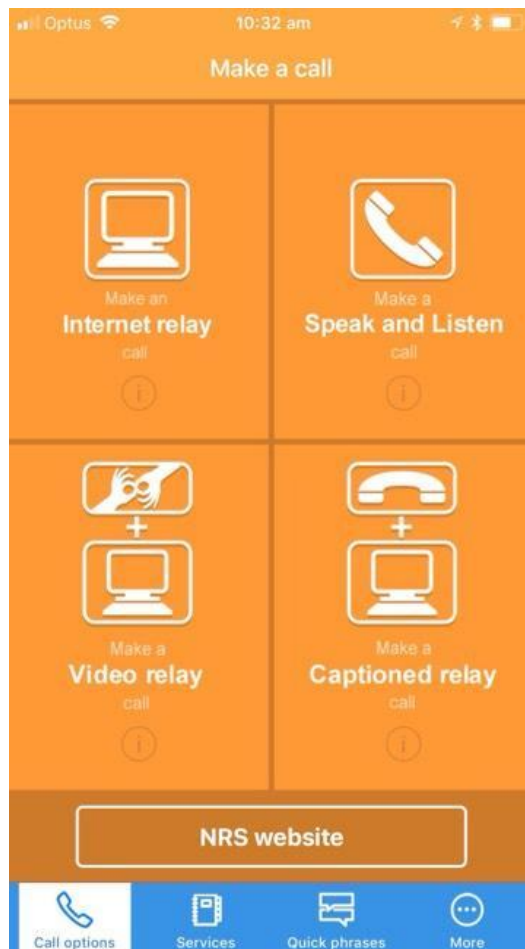 Optus 10:32 am
Make a call
Make an
Internet relay
call
i
Make a
Speak and Listen
call
i
Make a
Video relay
call
i
Make a
Captioned relay
call
i
NRS website
Call options Services Quick phrases More